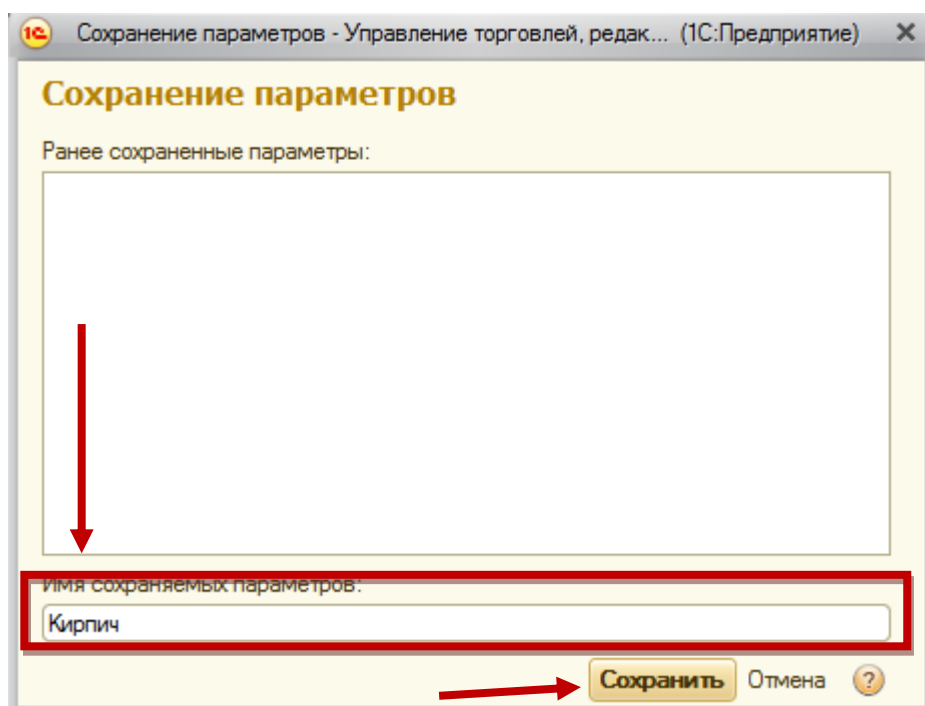 1С Сохранение параметров - Управление торговлей, редак... (1С:Предприятие)
Сохранение параметров
Ранее сохраненные параметры:
Имя сохраняемых параметров:
Кирпич
Сохранить Отмена ?